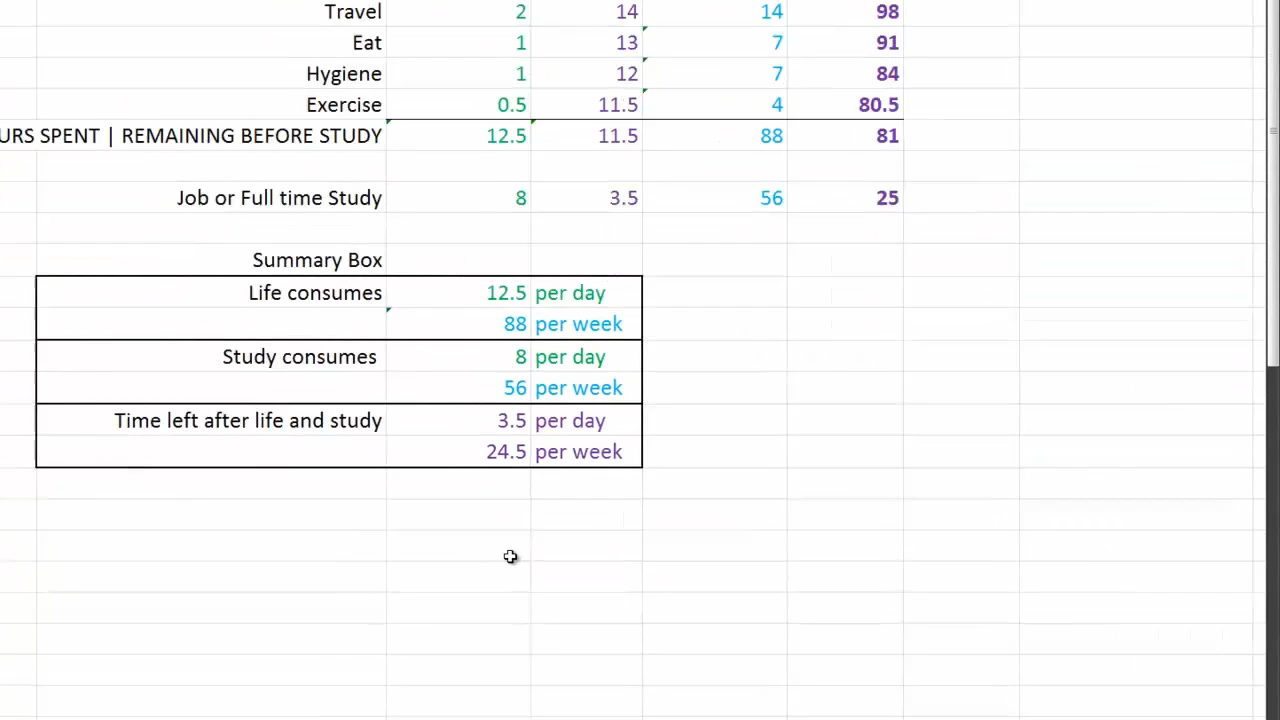 Travel 2 14 14 98
Eat 1 13 7 91
Hygiene 1 12 7 84
Exercise 0.5 11.5 4 80.5
URS SPENT | REMAINING BEFORE STUDY 12.5 11.5 88 81
Job or Full time Study 8 3.5 56 25
Summary Box
Life consumes 12.5 per day
88 per week
Study consumes 8 per day
56 per week
Time left after life and study 3.5 per day
24.5 per week